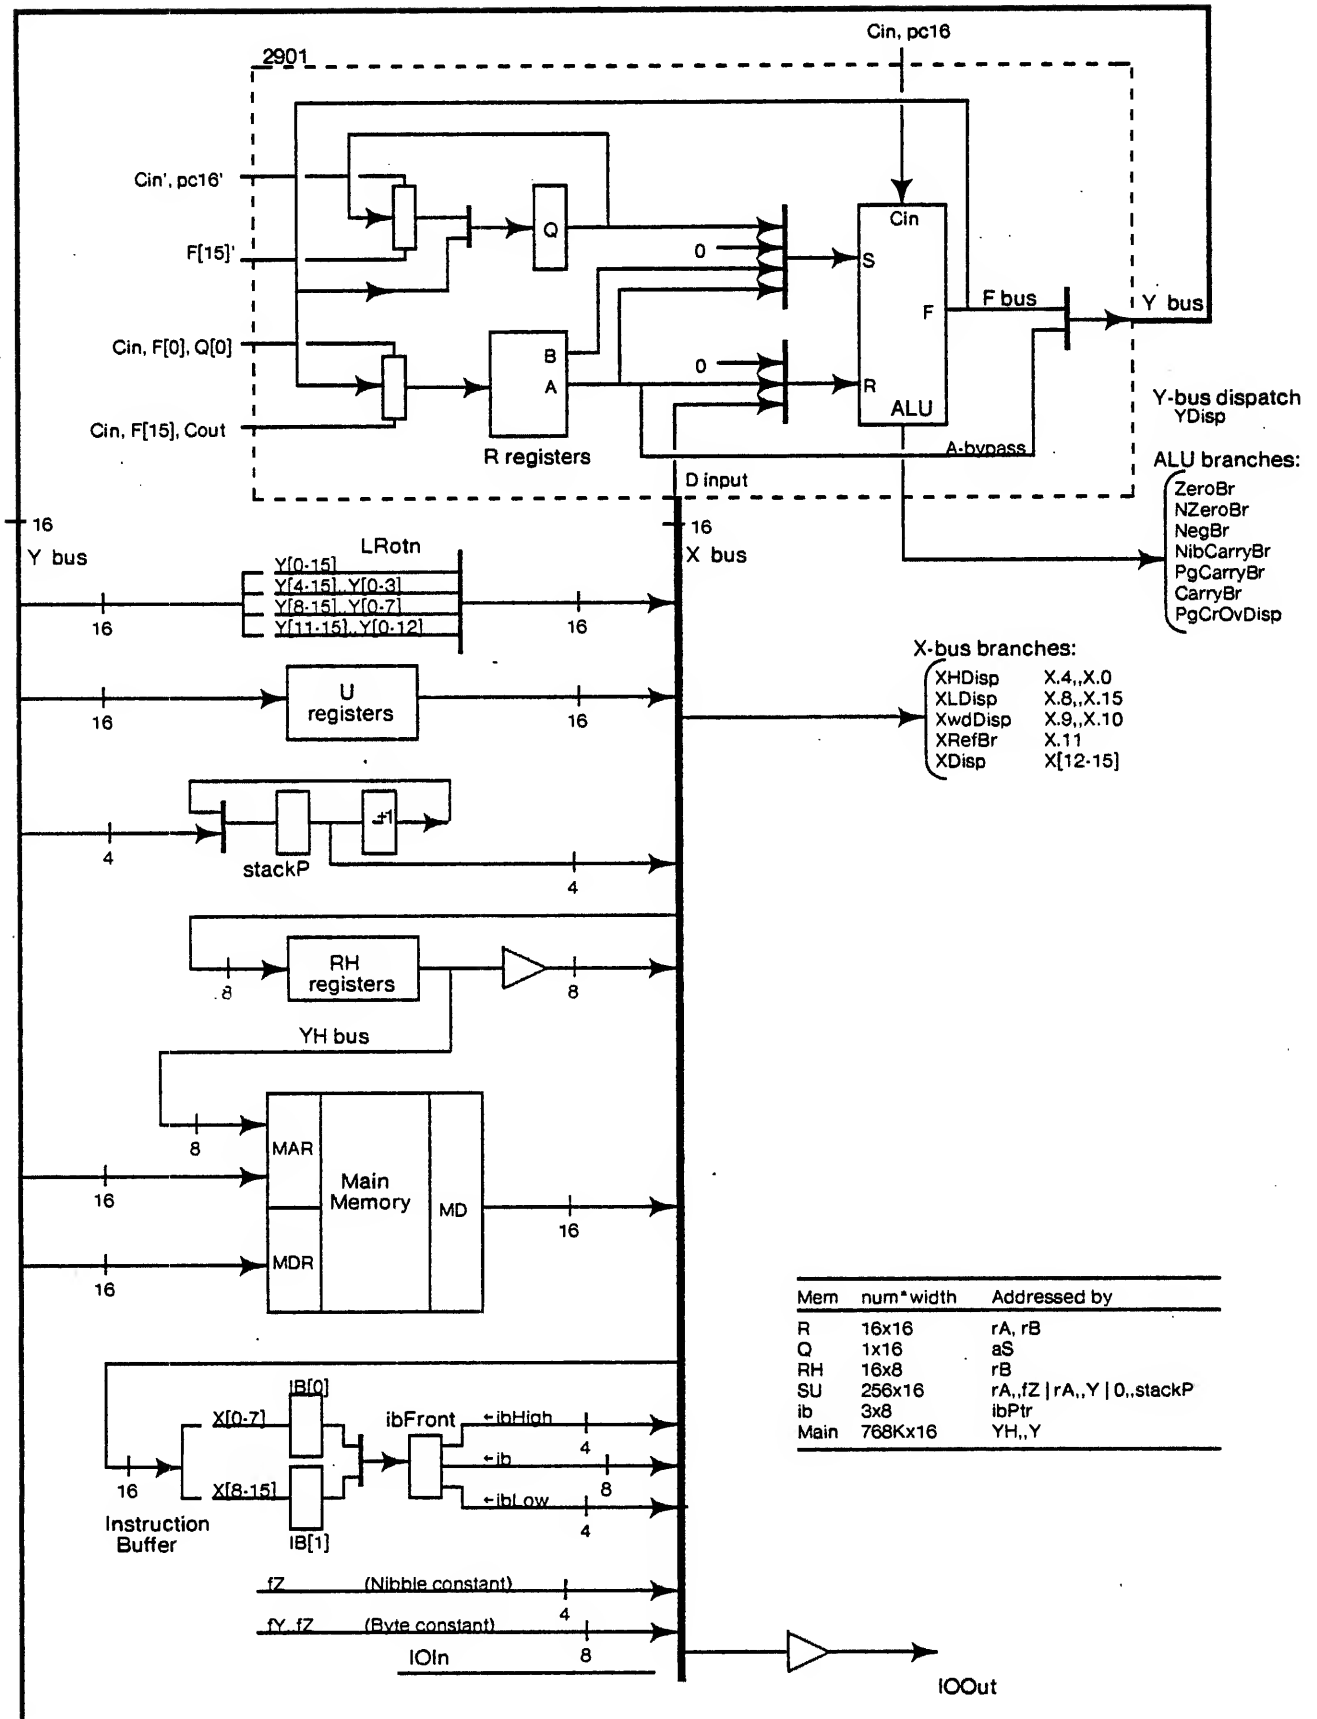 Cin, pc16
2901
Cin', pc16'
F[15]'
Q
0
Cin
S
F
F bus
Y bus
Cin, F[0], Q[0]
B
A
0
R
ALU
Cin, F[15], Cout
R registers
A-bypass
D input
Y-bus dispatch
YDisp
ALU branches:
ZeroBr
NZeroBr
NegBr
NibCarryBr
PgCarryBr
CarryBr
PgCrOvDisp
16
Y bus
16
X bus
LRotn
Y[0-15]
Y[4-15]..Y[0-3]
Y[8-15]..Y[0-7]
Y[11-15]..Y[0-12]
16
16
X-bus branches:
XHDisp X.4,,X.0
XLDisp X.8,,X.15
XwdDisp X.9,,X.10
XRefBr X.11
XDisp X[12-15]
U
registers
16
16
±1
4
stackP
4
RH
registers
8
8
YH bus
8
MAR
16
Main
Memory
MD
16
MDR
16
Mem num*width Addressed by
R 16x16 rA, rB
Q 1x16 aS
RH 16x8 rB
SU 256x16 rA,,fZ | rA,,Y | 0,,stackP
ib 3x8 ibPtr
Main 768Kx16 YH,,Y
IB[0]
X[0-7]
ibFront
←ibHigh
4
←ib
8
16
X[8-15]
←ibLow
4
Instruction
Buffer
IB[1]
fZ (Nibble constant)
4
fY..fZ (Byte constant)
8
IOIn
IOOut